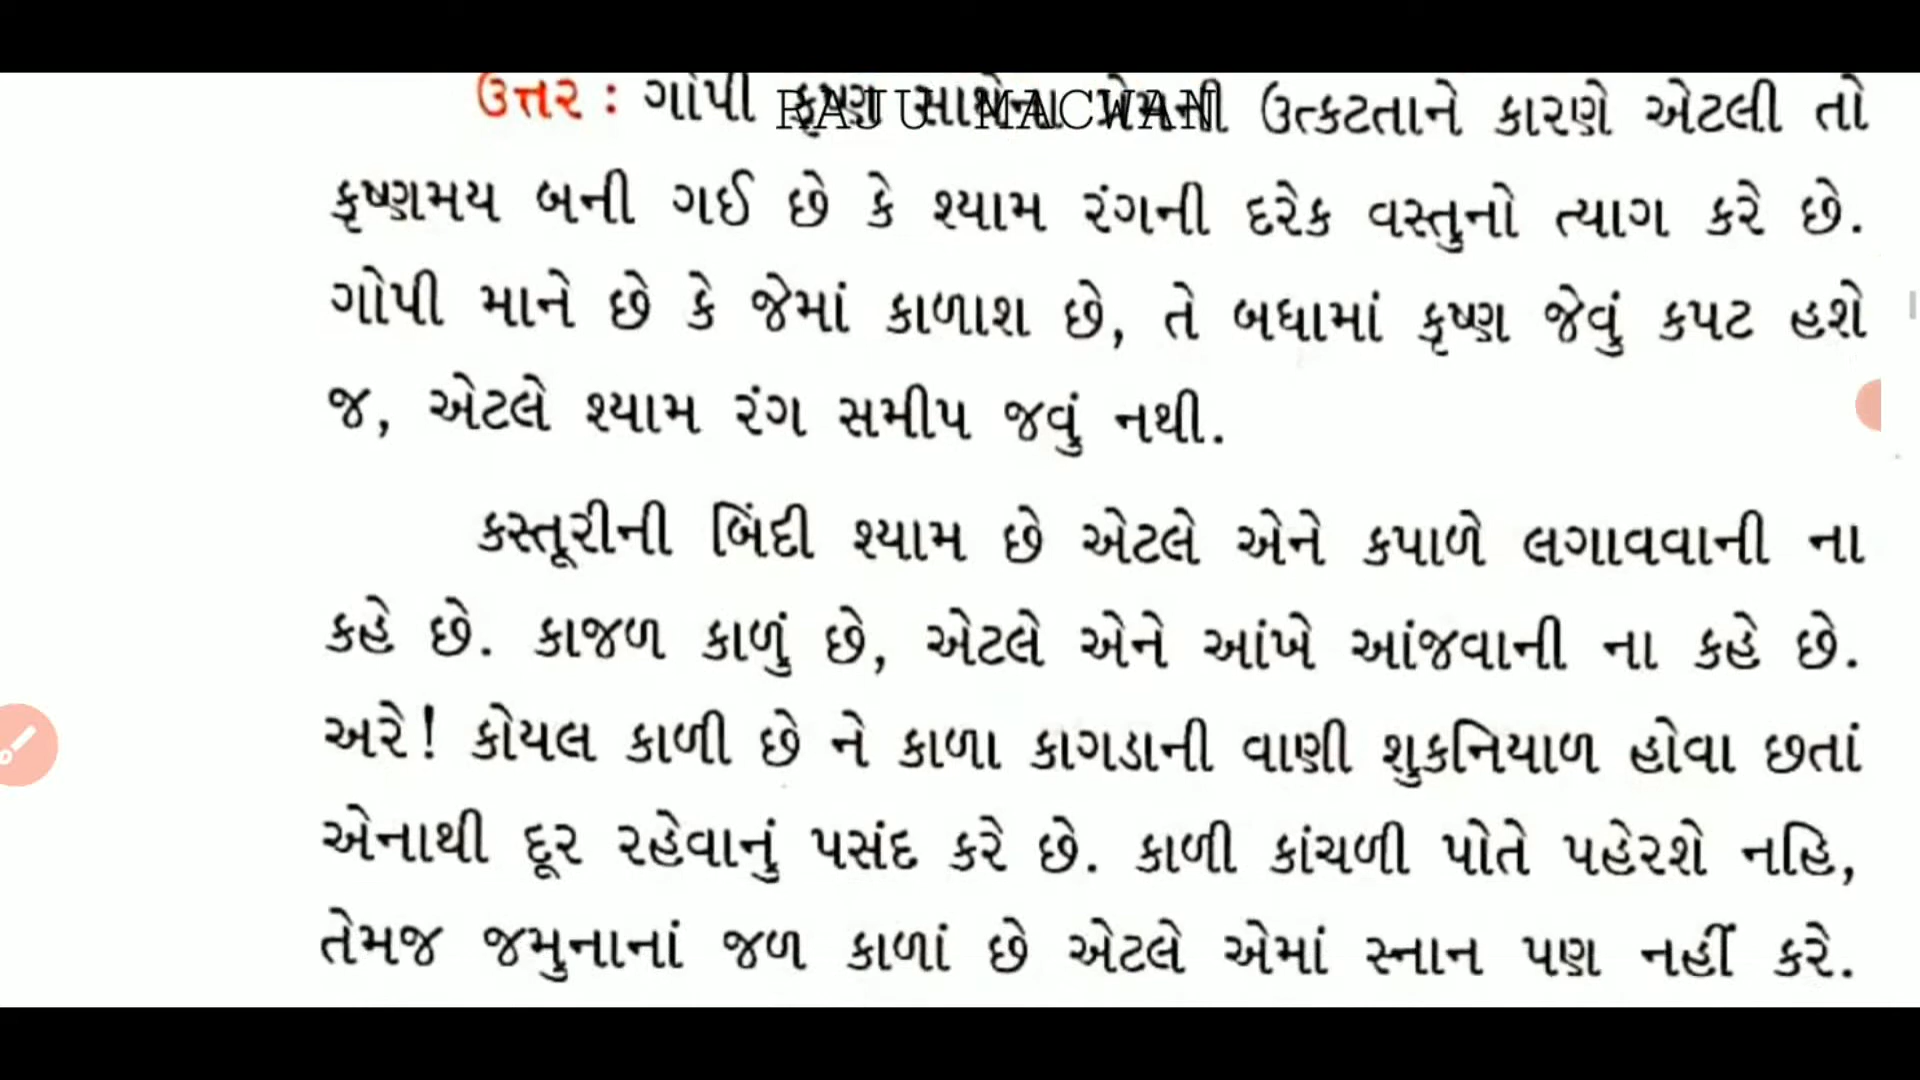 ઉત્તર : ગોપી કૃષ્ણ સાથેના પ્રેમની ઉત્કટતાને કારણે એટલી તો
RAJU MACWAN
કૃષ્ણમય બની ગઈ છે કે શ્યામ રંગની દરેક વસ્તુનો ત્યાગ કરે છે.
ગોપી માને છે કે જેમાં કાળાશ છે, તે બધામાં કૃષ્ણ જેવું કપટ હશે
જ, એટલે શ્યામ રંગ સમીપ જવું નથી.
કસ્તૂરીની બિંદી શ્યામ છે એટલે એને કપાળે લગાવવાની ના
કહે છે. કાજળ કાળું છે, એટલે એને આંખે આંજવાની ના કહે છે.
અરે! કોયલ કાળી છે ને કાળા કાગડાની વાણી શુકનિયાળ હોવા છતાં
એનાથી દૂર રહેવાનું પસંદ કરે છે. કાળી કાંચળી પોતે પહેરશે નહિ,
તેમજ જમુનાનાં જળ કાળાં છે એટલે એમાં સ્નાન પણ નહીં કરે.